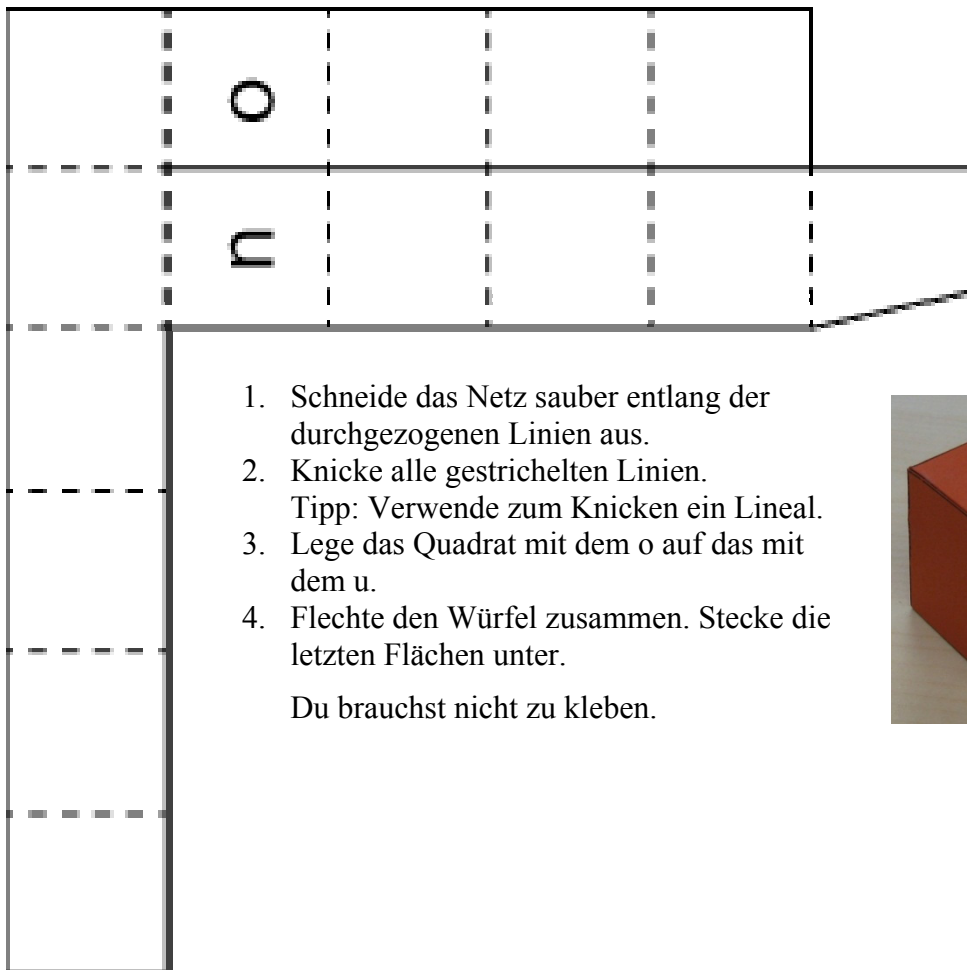 o
u
1. Schneide das Netz sauber entlang der
durchgezogenen Linien aus.
2. Knicke alle gestrichelten Linien.
Tipp: Verwende zum Knicken ein Lineal.
3. Lege das Quadrat mit dem o auf das mit
dem u.
4. Flechte den Würfel zusammen. Stecke die
letzten Flächen unter.
Du brauchst nicht zu kleben.